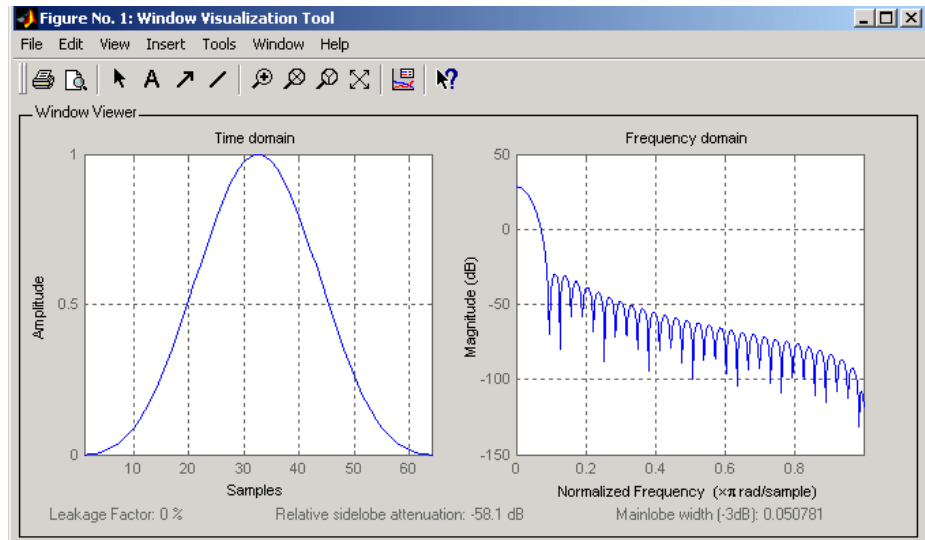 Figure No. 1: Window Visualization Tool
File Edit View Insert Tools Window Help
A
Window Viewer
Time domain
1
0.5
0
Amplitude
10 20 30 40 50 60
Samples
Frequency domain
50
0
-50
-100
-150
Magnitude (dB)
0 0.2 0.4 0.6 0.8
Normalized Frequency (×π rad/sample)
Leakage Factor: 0 % Relative sidelobe attenuation: -58.1 dB Mainlobe width (-3dB): 0.050781